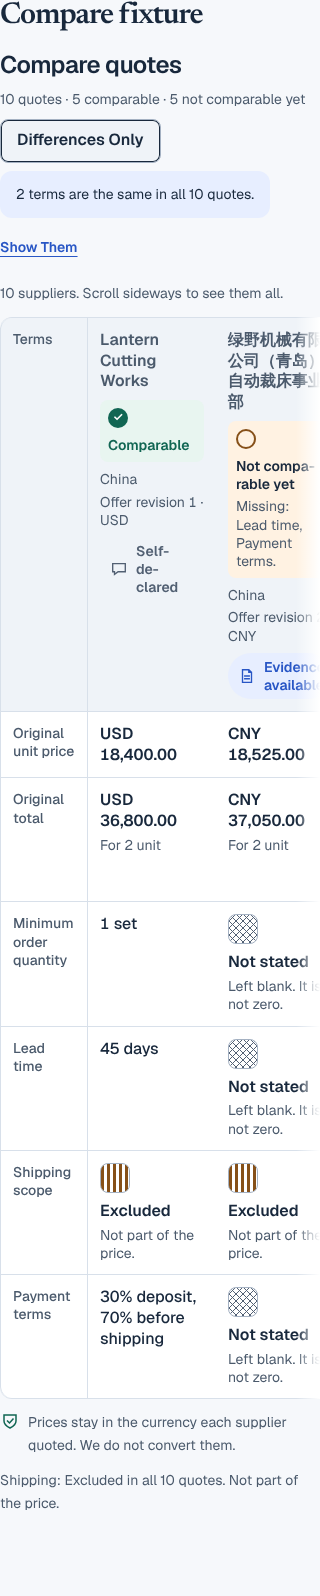 Compare fixture
Compare quotes
10 quotes · 5 comparable · 5 not comparable yet
Differences Only
2 terms are the same in all 10 quotes.
Show Them
10 suppliers. Scroll sideways to see them all.
Terms
Lantern
Cutting
Works
Comparable
China
Offer revision 1 ·
USD
Self-
de-
clared
绿野机械有限
公司（青岛）
自动裁床事业
部
Not compa-
rable yet
Missing:
Lead time,
Payment
terms.
China
Offer revision
CNY
Evidence
available
Original
unit price
USD
18,400.00
CNY
18,525.00
Original
total
USD
36,800.00
For 2 unit
CNY
37,050.00
For 2 unit
Minimum
order
quantity
1 set
Not stated
Left blank. It is
not zero.
Lead
time
45 days
Not stated
Left blank. It is
not zero.
Shipping
scope
Excluded
Not part of the
price.
Excluded
Not part of the
price.
Payment
terms
30% deposit,
70% before
shipping
Not stated
Left blank. It is
not zero.
Prices stay in the currency each supplier
quoted. We do not convert them.
Shipping: Excluded in all 10 quotes. Not part of
the price.